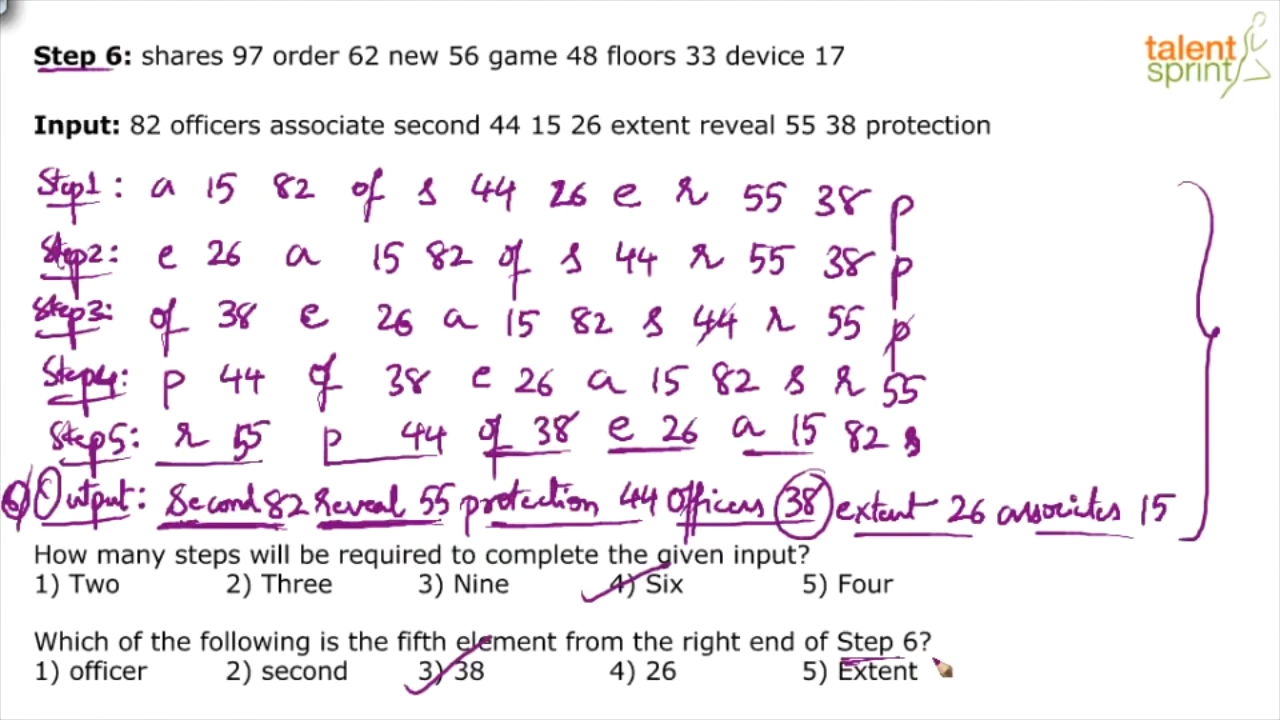 talent
sprint
Step 6: shares 97 order 62 new 56 game 48 floors 33 device 17
Input: 82 officers associate second 44 15 26 extent reveal 55 38 protection
Step1: a 15 82 of s 44 26 e r 55 38 p
Step2: e 26 a 15 82 of s 44 r 55 38 p
Step3: of 38 e 26 a 15 82 s 44 r 55 p
Step4: p 44 of 38 e 26 a 15 82 s r 55
Step5: r 55 p 44 of 38 e 26 a 15 82 s
6) Output: Second 82 reveal 55 protection 44 officers 38 extent 26 associates 15
How many steps will be required to complete the given input?
1) Two 2) Three 3) Nine 4) Six 5) Four
Which of the following is the fifth element from the right end of Step 6?
1) officer 2) second 3) 38 4) 26 5) Extent